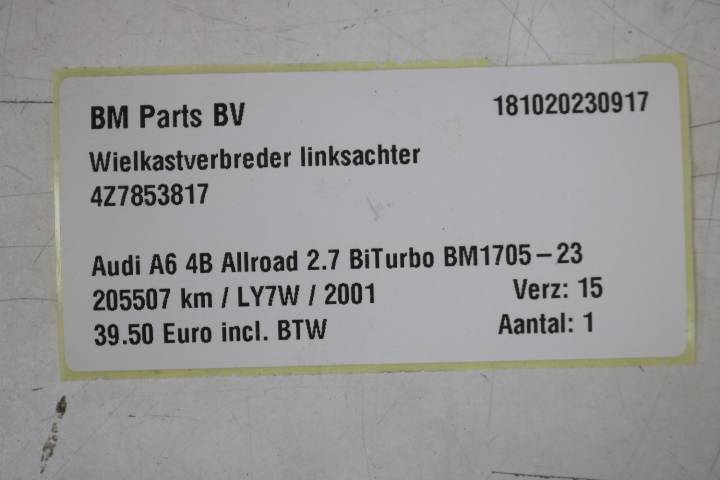 BM Parts BV 181020230917
Wielkastverbreder linksachter
4Z7853817
Audi A6 4B Allroad 2.7 BiTurbo BM1705-23
205507 km / LY7W / 2001 Verz: 15
39.50 Euro incl. BTW Aantal: 1